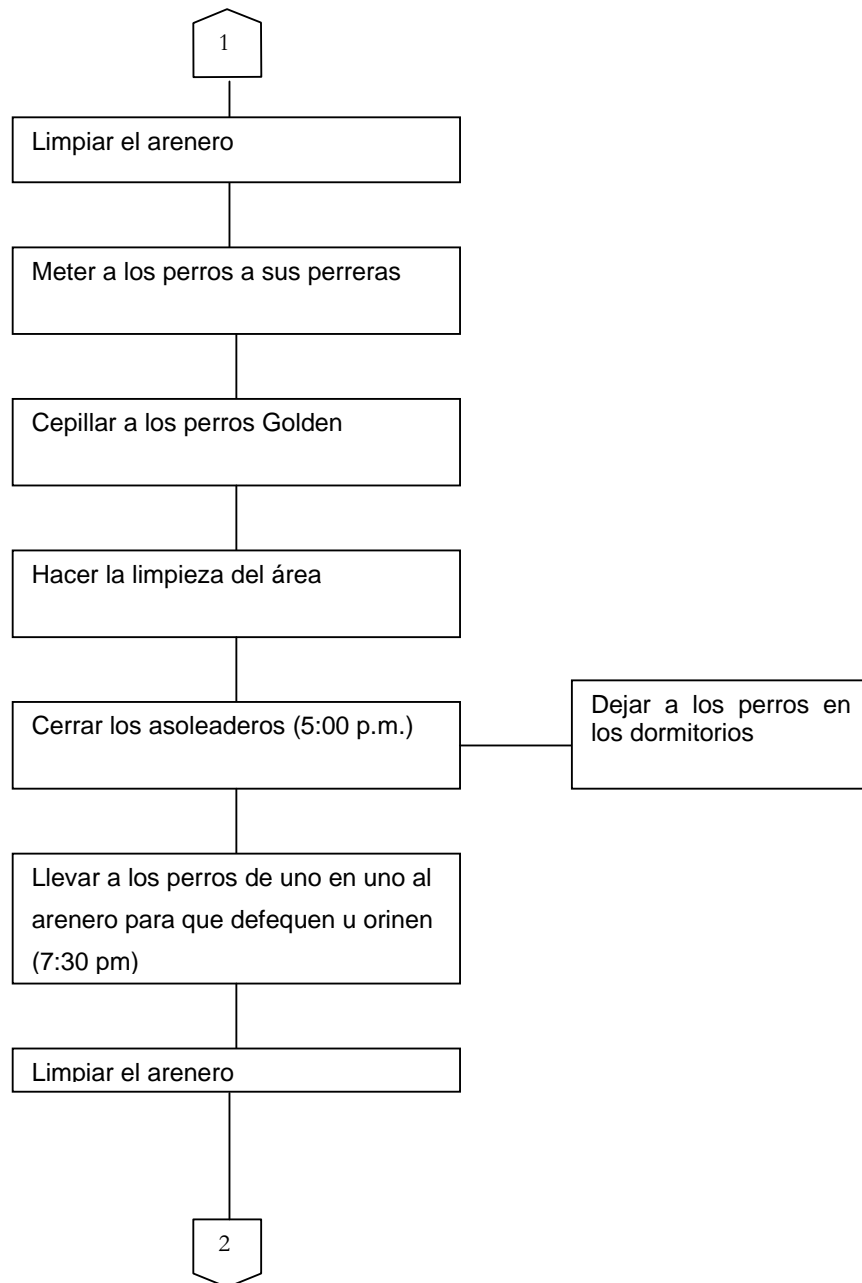 1
Limpiar el arenero
Meter a los perros a sus perreras
Cepillar a los perros Golden
Hacer la limpieza del área
Cerrar los asoleaderos (5:00 p.m.)
Dejar a los perros en
los dormitorios
Llevar a los perros de uno en uno al
arenero para que defequen u orinen
(7:30 pm)
Limpiar el arenero
2